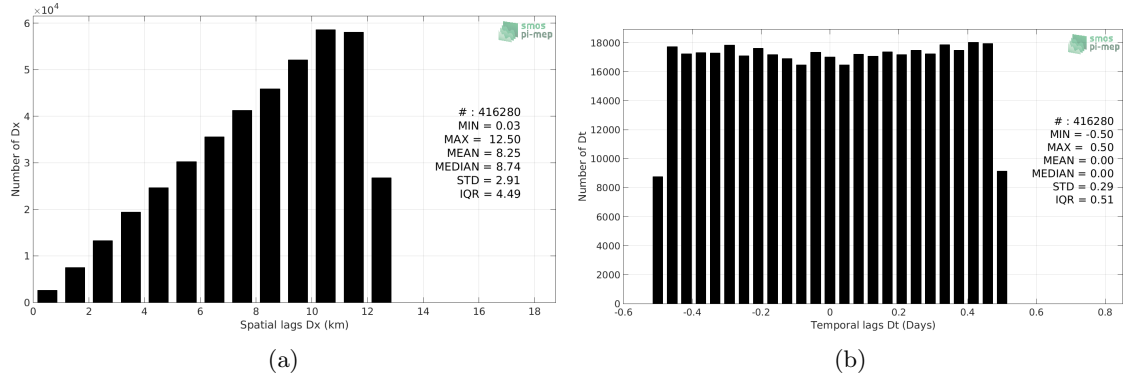 ×10⁴
6
5
4
3
2
1
0
Number of Dx
0 2 4 6 8 10 12 14 16 18
Spatial lags Dx (km)
smos
pi-mep
# : 416280
MIN = 0.03
MAX = 12.50
MEAN = 8.25
MEDIAN = 8.74
STD = 2.91
IQR = 4.49
(a)
18000
16000
14000
12000
10000
8000
6000
4000
2000
0
Number of Dt
-0.6 -0.4 -0.2 0 0.2 0.4 0.6 0.8
Temporal lags Dt (Days)
smos
pi-mep
# : 416280
MIN = -0.50
MAX = 0.50
MEAN = 0.00
MEDIAN = 0.00
STD = 0.29
IQR = 0.51
(b)